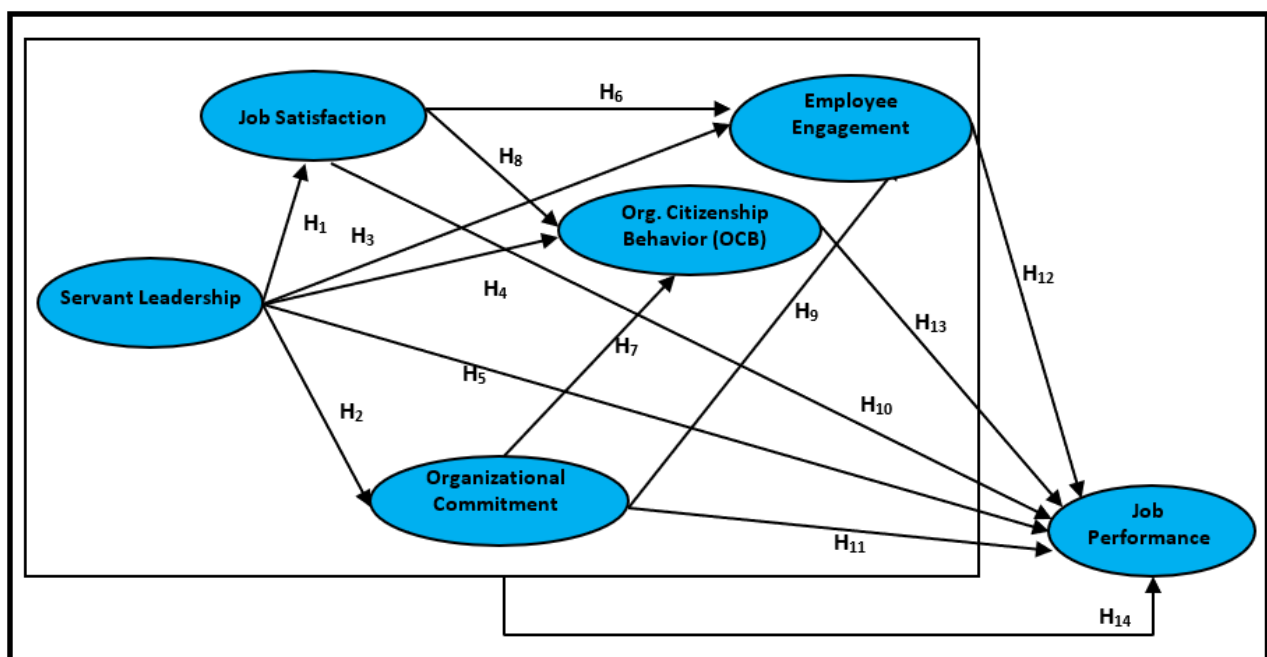 H₆
Employee
Engagement
Job Satisfaction
H₈
Org. Citizenship
Behavior (OCB)
H₁
H₃
H₁₂
Servant Leadership
H₄
H₉
H₁₃
H₇
H₅
H₂
H₁₀
Organizational
Commitment
Job
Performance
H₁₁
H₁₄